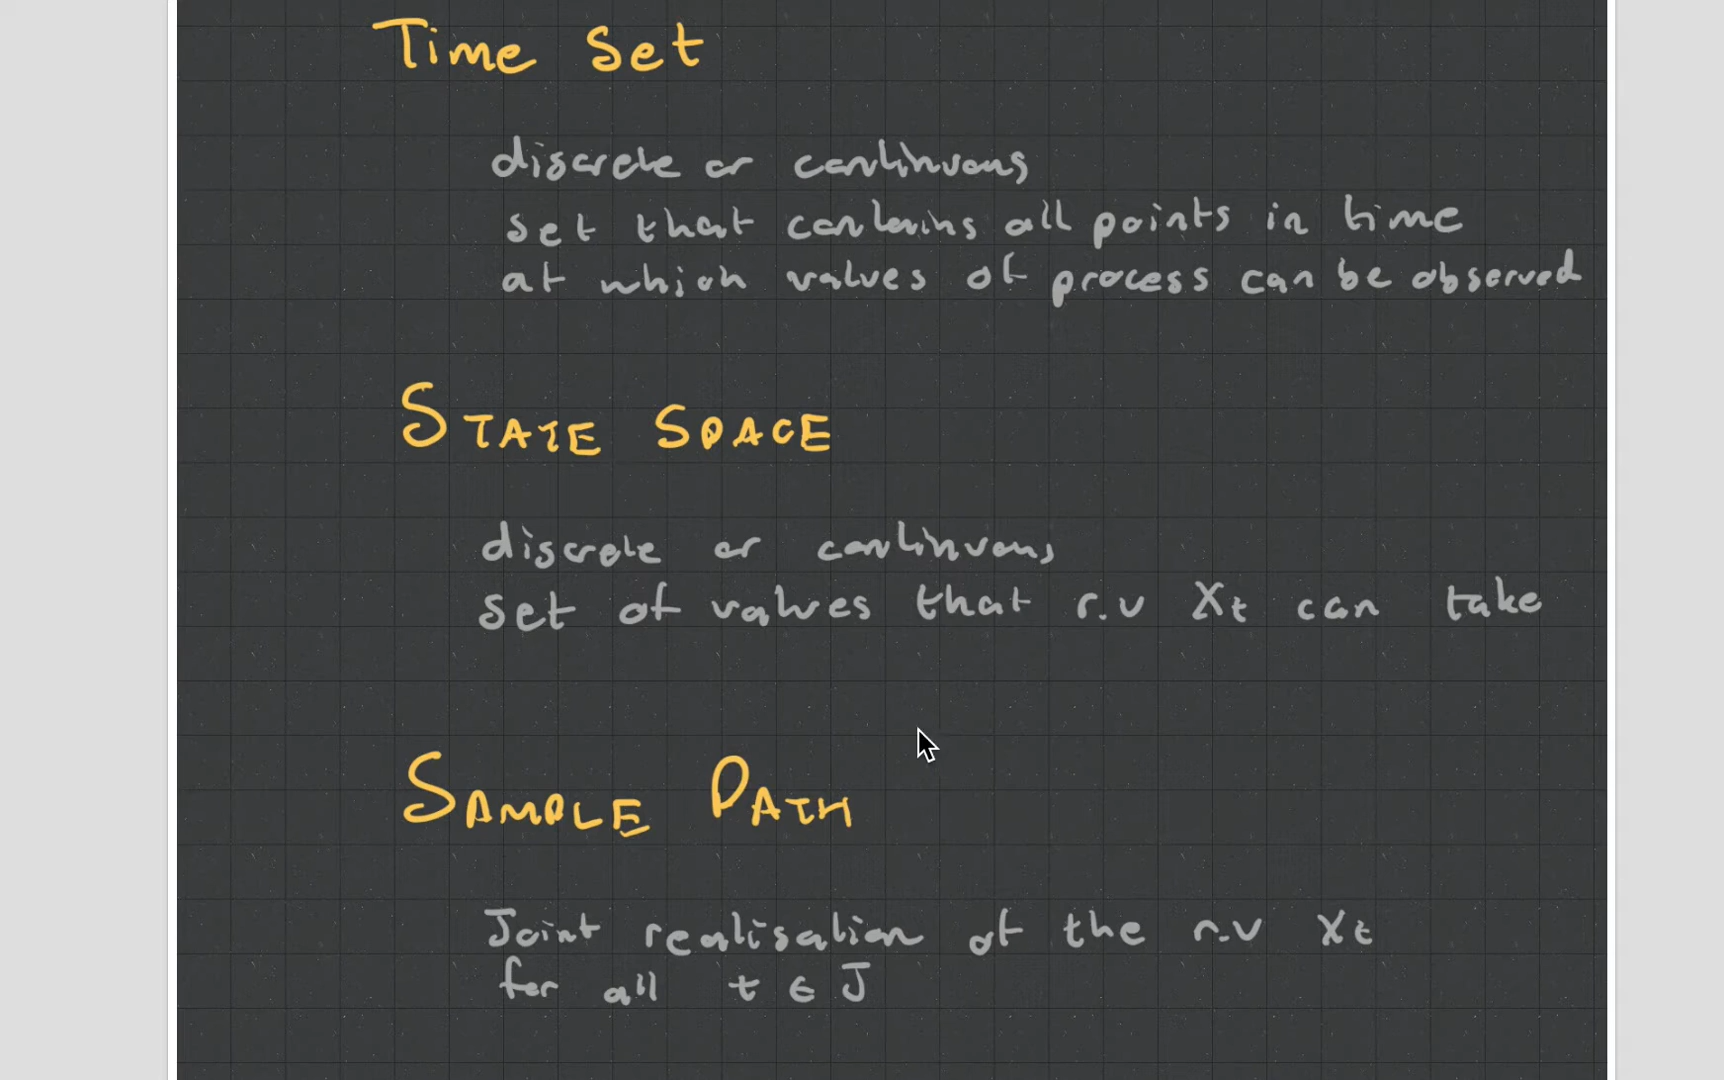 Time Set
discrete or continuous
set that contains all points in time
at which values of process can be observed
STATE SPACE
discrete or continuous
set of values that r.v Xt can take
SAMPLE PATH
Joint realisation of the r.v Xt
for all t ∈ J